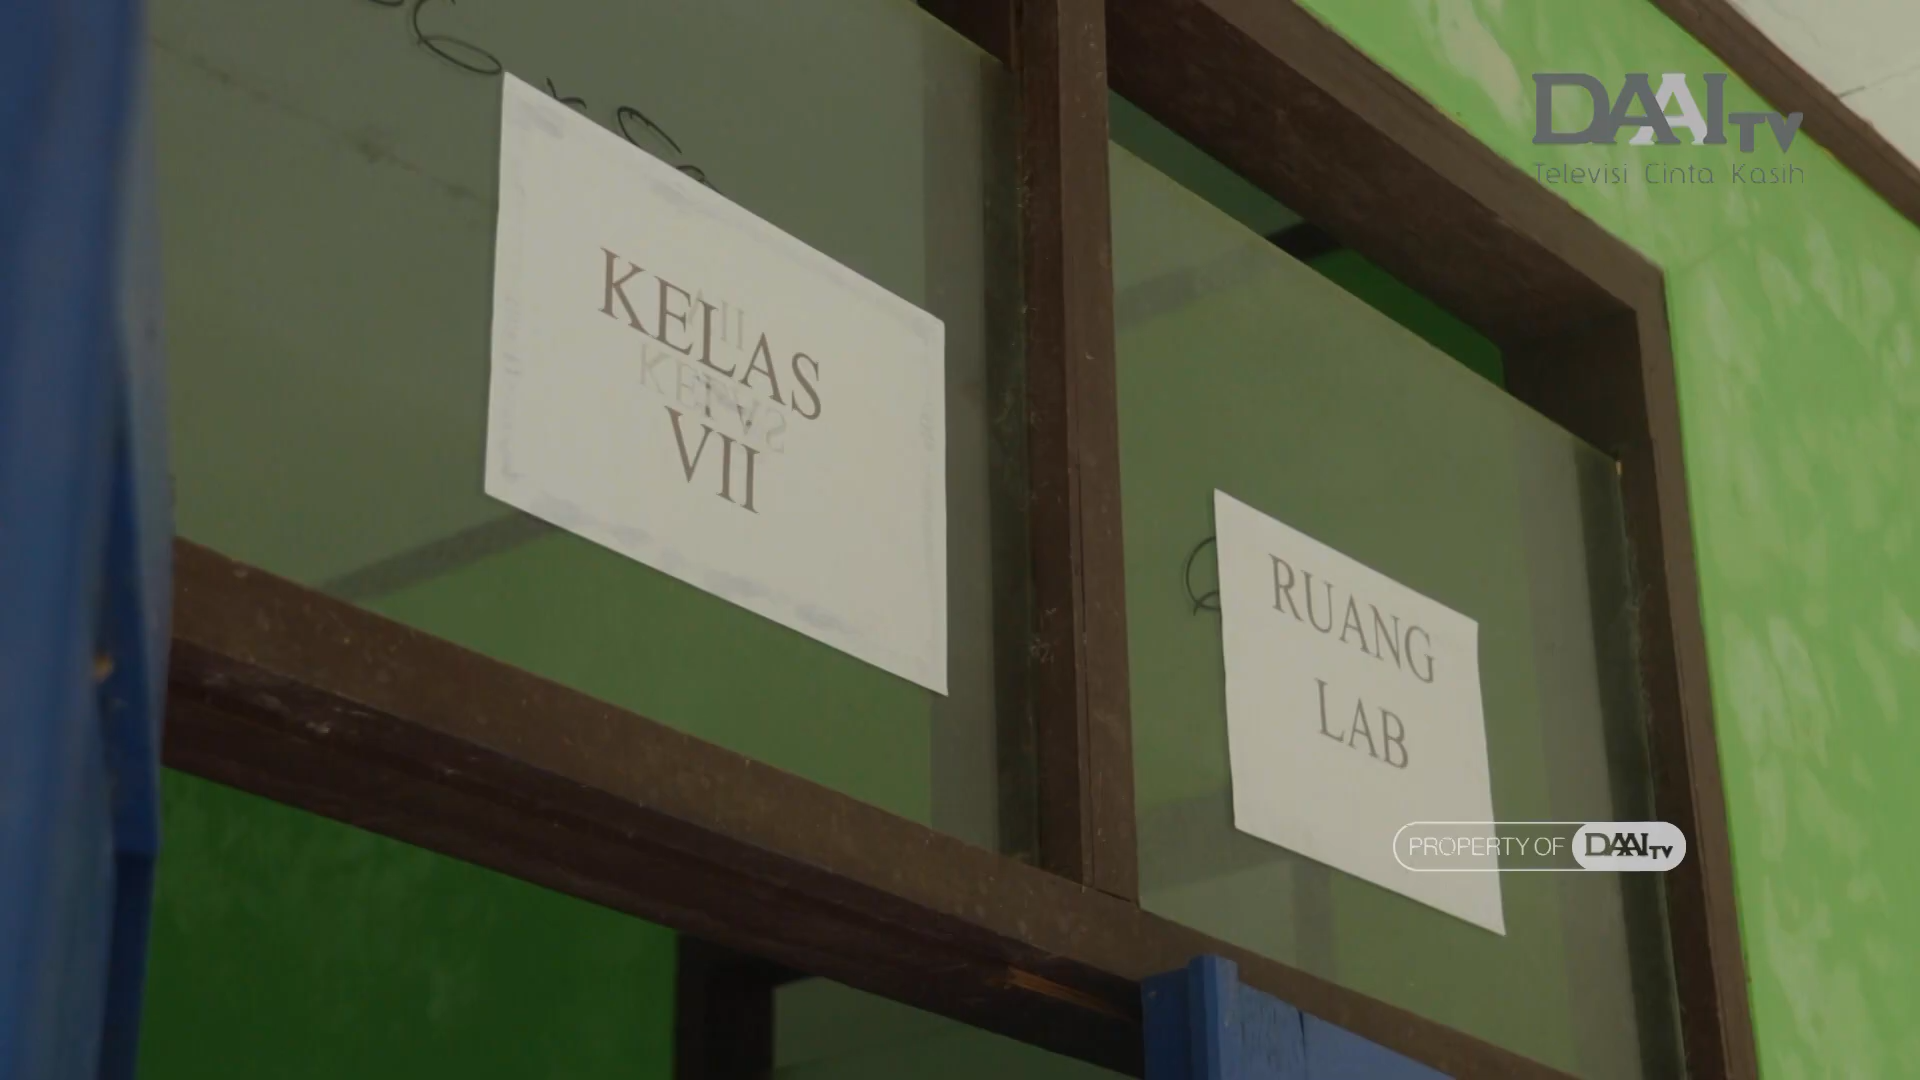 DAAI TV
Televisi Cinta Kasih
KELAS
VII
RUANG
LAB
PROPERTY OF DAAI TV